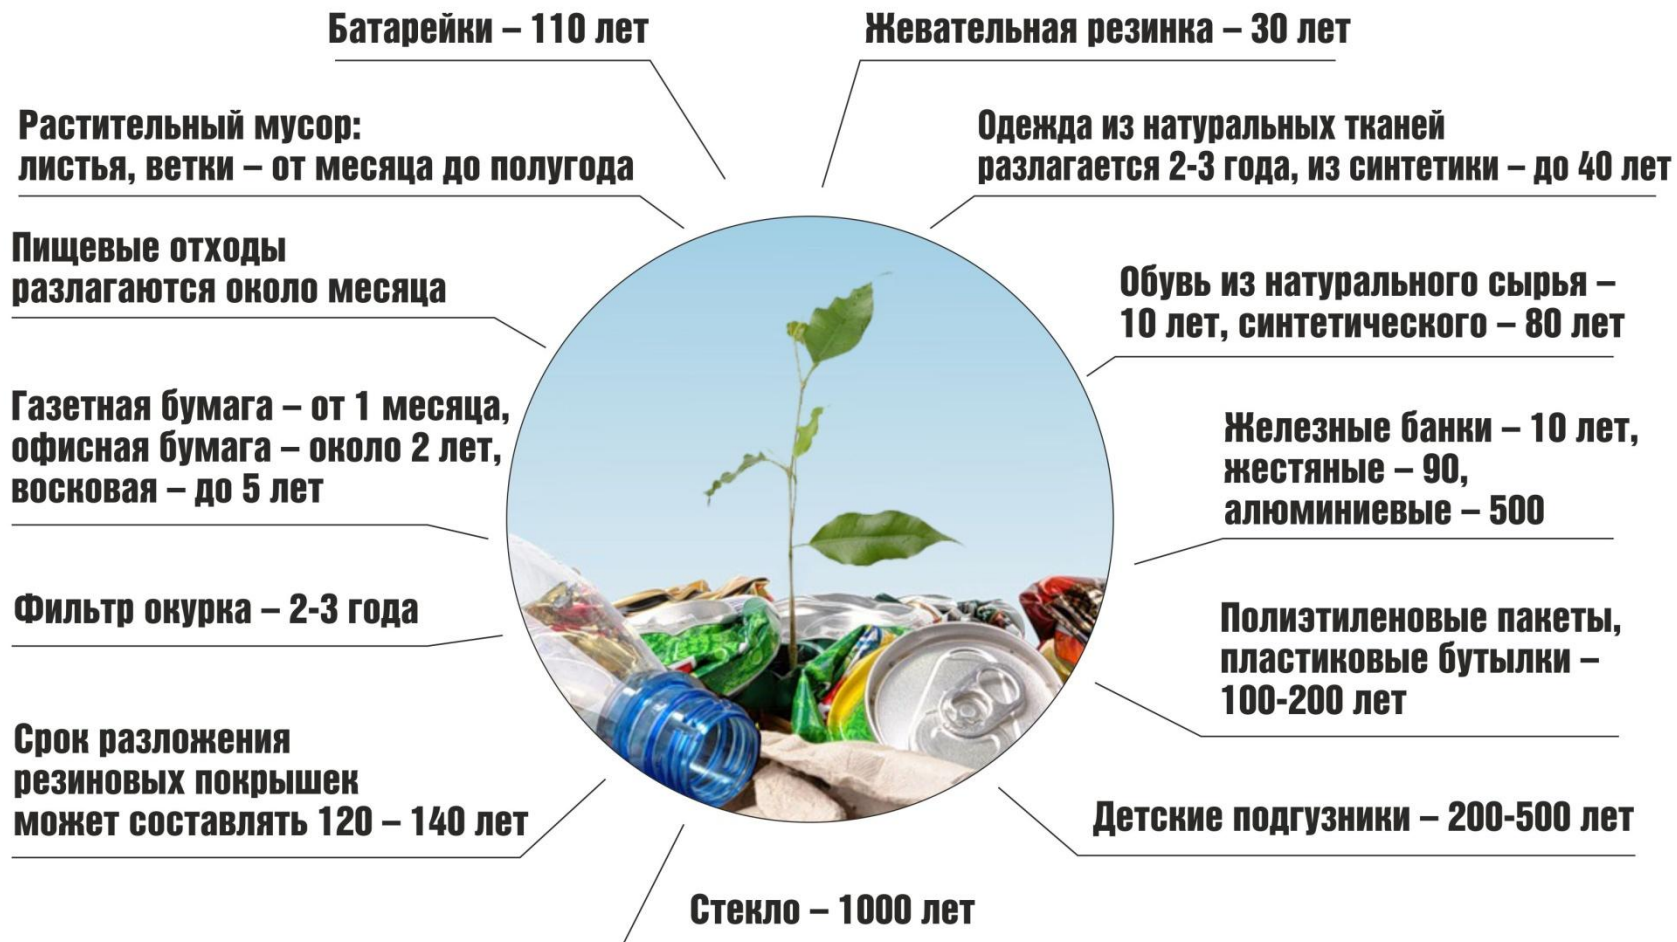 Батарейки – 110 лет
Жевательная резинка – 30 лет
Растительный мусор:
листья, ветки – от месяца до полугода
Одежда из натуральных тканей
разлагается 2-3 года, из синтетики – до 40 лет
Пищевые отходы
разлагаются около месяца
Обувь из натурального сырья –
10 лет, синтетического – 80 лет
Газетная бумага – от 1 месяца,
офисная бумага – около 2 лет,
восковая – до 5 лет
Железные банки – 10 лет,
жестяные – 90,
алюминиевые – 500
Фильтр окурка – 2-3 года
Полиэтиленовые пакеты,
пластиковые бутылки –
100-200 лет
Срок разложения
резиновых покрышек
может составлять 120 – 140 лет
Детские подгузники – 200-500 лет
Стекло – 1000 лет